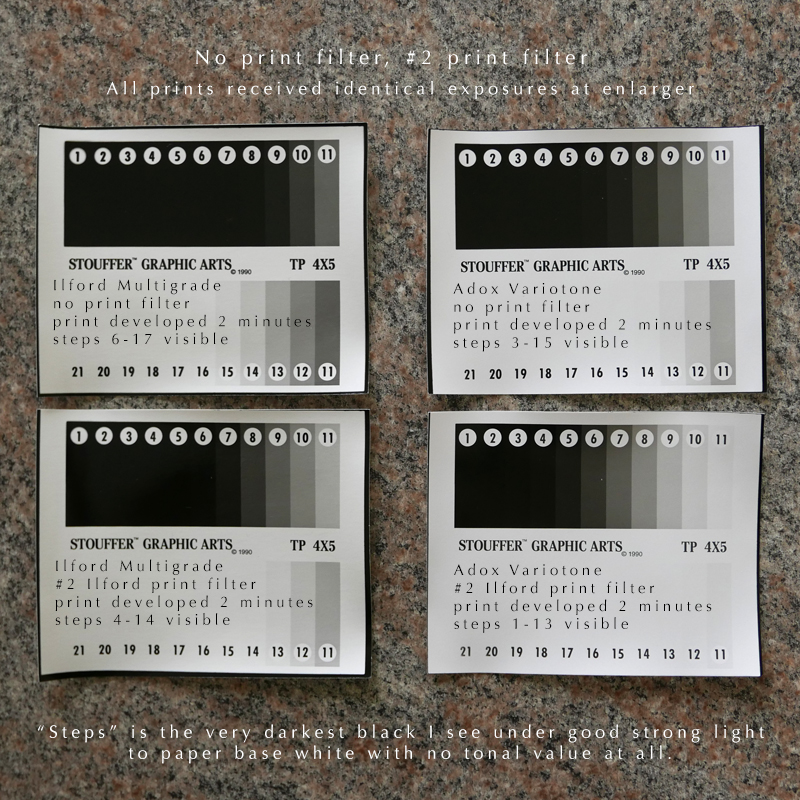 No print filter, #2 print filter
All prints received identical exposures at enlarger
1 2 3 4 5 6 7 8 9 10 11
STOUFFER™ GRAPHIC ARTS © 1990 TP 4X5
Ilford Multigrade
no print filter
print developed 2 minutes
steps 6-17 visible
21 20 19 18 17 16 15 14 13 12 11
1 2 3 4 5 6 7 8 9 10 11
STOUFFER™ GRAPHIC ARTS © 1990 TP 4X5
Adox Variotone
no print filter
print developed 2 minutes
steps 3-15 visible
21 20 19 18 17 16 15 14 13 12 11
1 2 3 4 5 6 7 8 9 10 11
STOUFFER™ GRAPHIC ARTS © 1990 TP 4X5
Ilford Multigrade
#2 Ilford print filter
print developed 2 minutes
steps 4-14 visible
21 20 19 18 17 16 15 14 13 12 11
1 2 3 4 5 6 7 8 9 10 11
STOUFFER™ GRAPHIC ARTS © 1990 TP 4X5
Adox Variotone
#2 Ilford print filter
print developed 2 minutes
steps 1-13 visible
21 20 19 18 17 16 15 14 13 12 11
“Steps” is the very darkest black I see under good strong light
to paper base white with no tonal value at all.